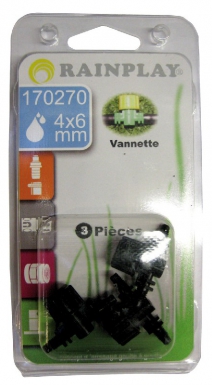 RAINPLAY®
170270
4x6
mm
Vannette
3 Pièces